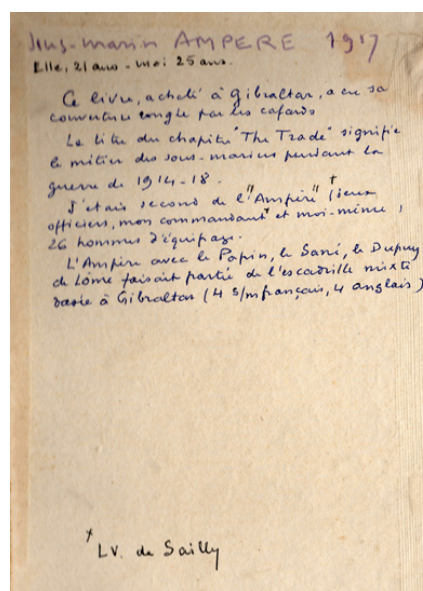 Sous-marin AMPERE 1917
Elle, 21 ans - moi 25 ans.
Ce livre, acheté à Gibraltar, a eu sa
couverture rongée par les cafards
Le titre du chapitre "The Trade" signifie
le métier des sous-marins pendant la
guerre de 1914-18.
J'étais second de l'"Ampère" (deux
officiers, mon commandant* et moi-même,
26 hommes d'équipage.
L'Ampère avec le Papin, le Sané, le Dupuy
de Lôme faisait partie de l'escadrille mixte
basée à Gibraltar (4 s/m français, 4 anglais)
* LV. de Sailly